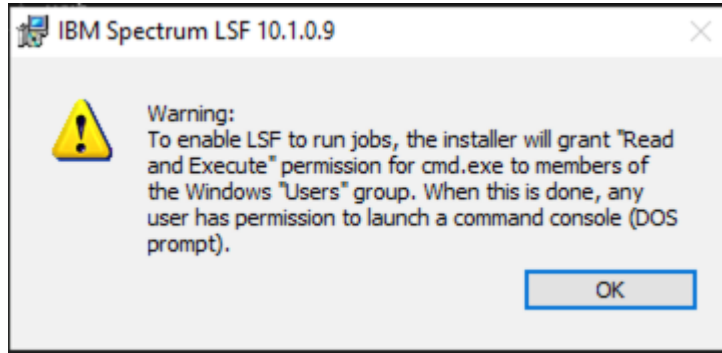 IBM Spectrum LSF 10.1.0.9
Warning:
To enable LSF to run jobs, the installer will grant "Read
and Execute" permission for cmd.exe to members of
the Windows "Users" group. When this is done, any
user has permission to launch a command console (DOS
prompt).
OK